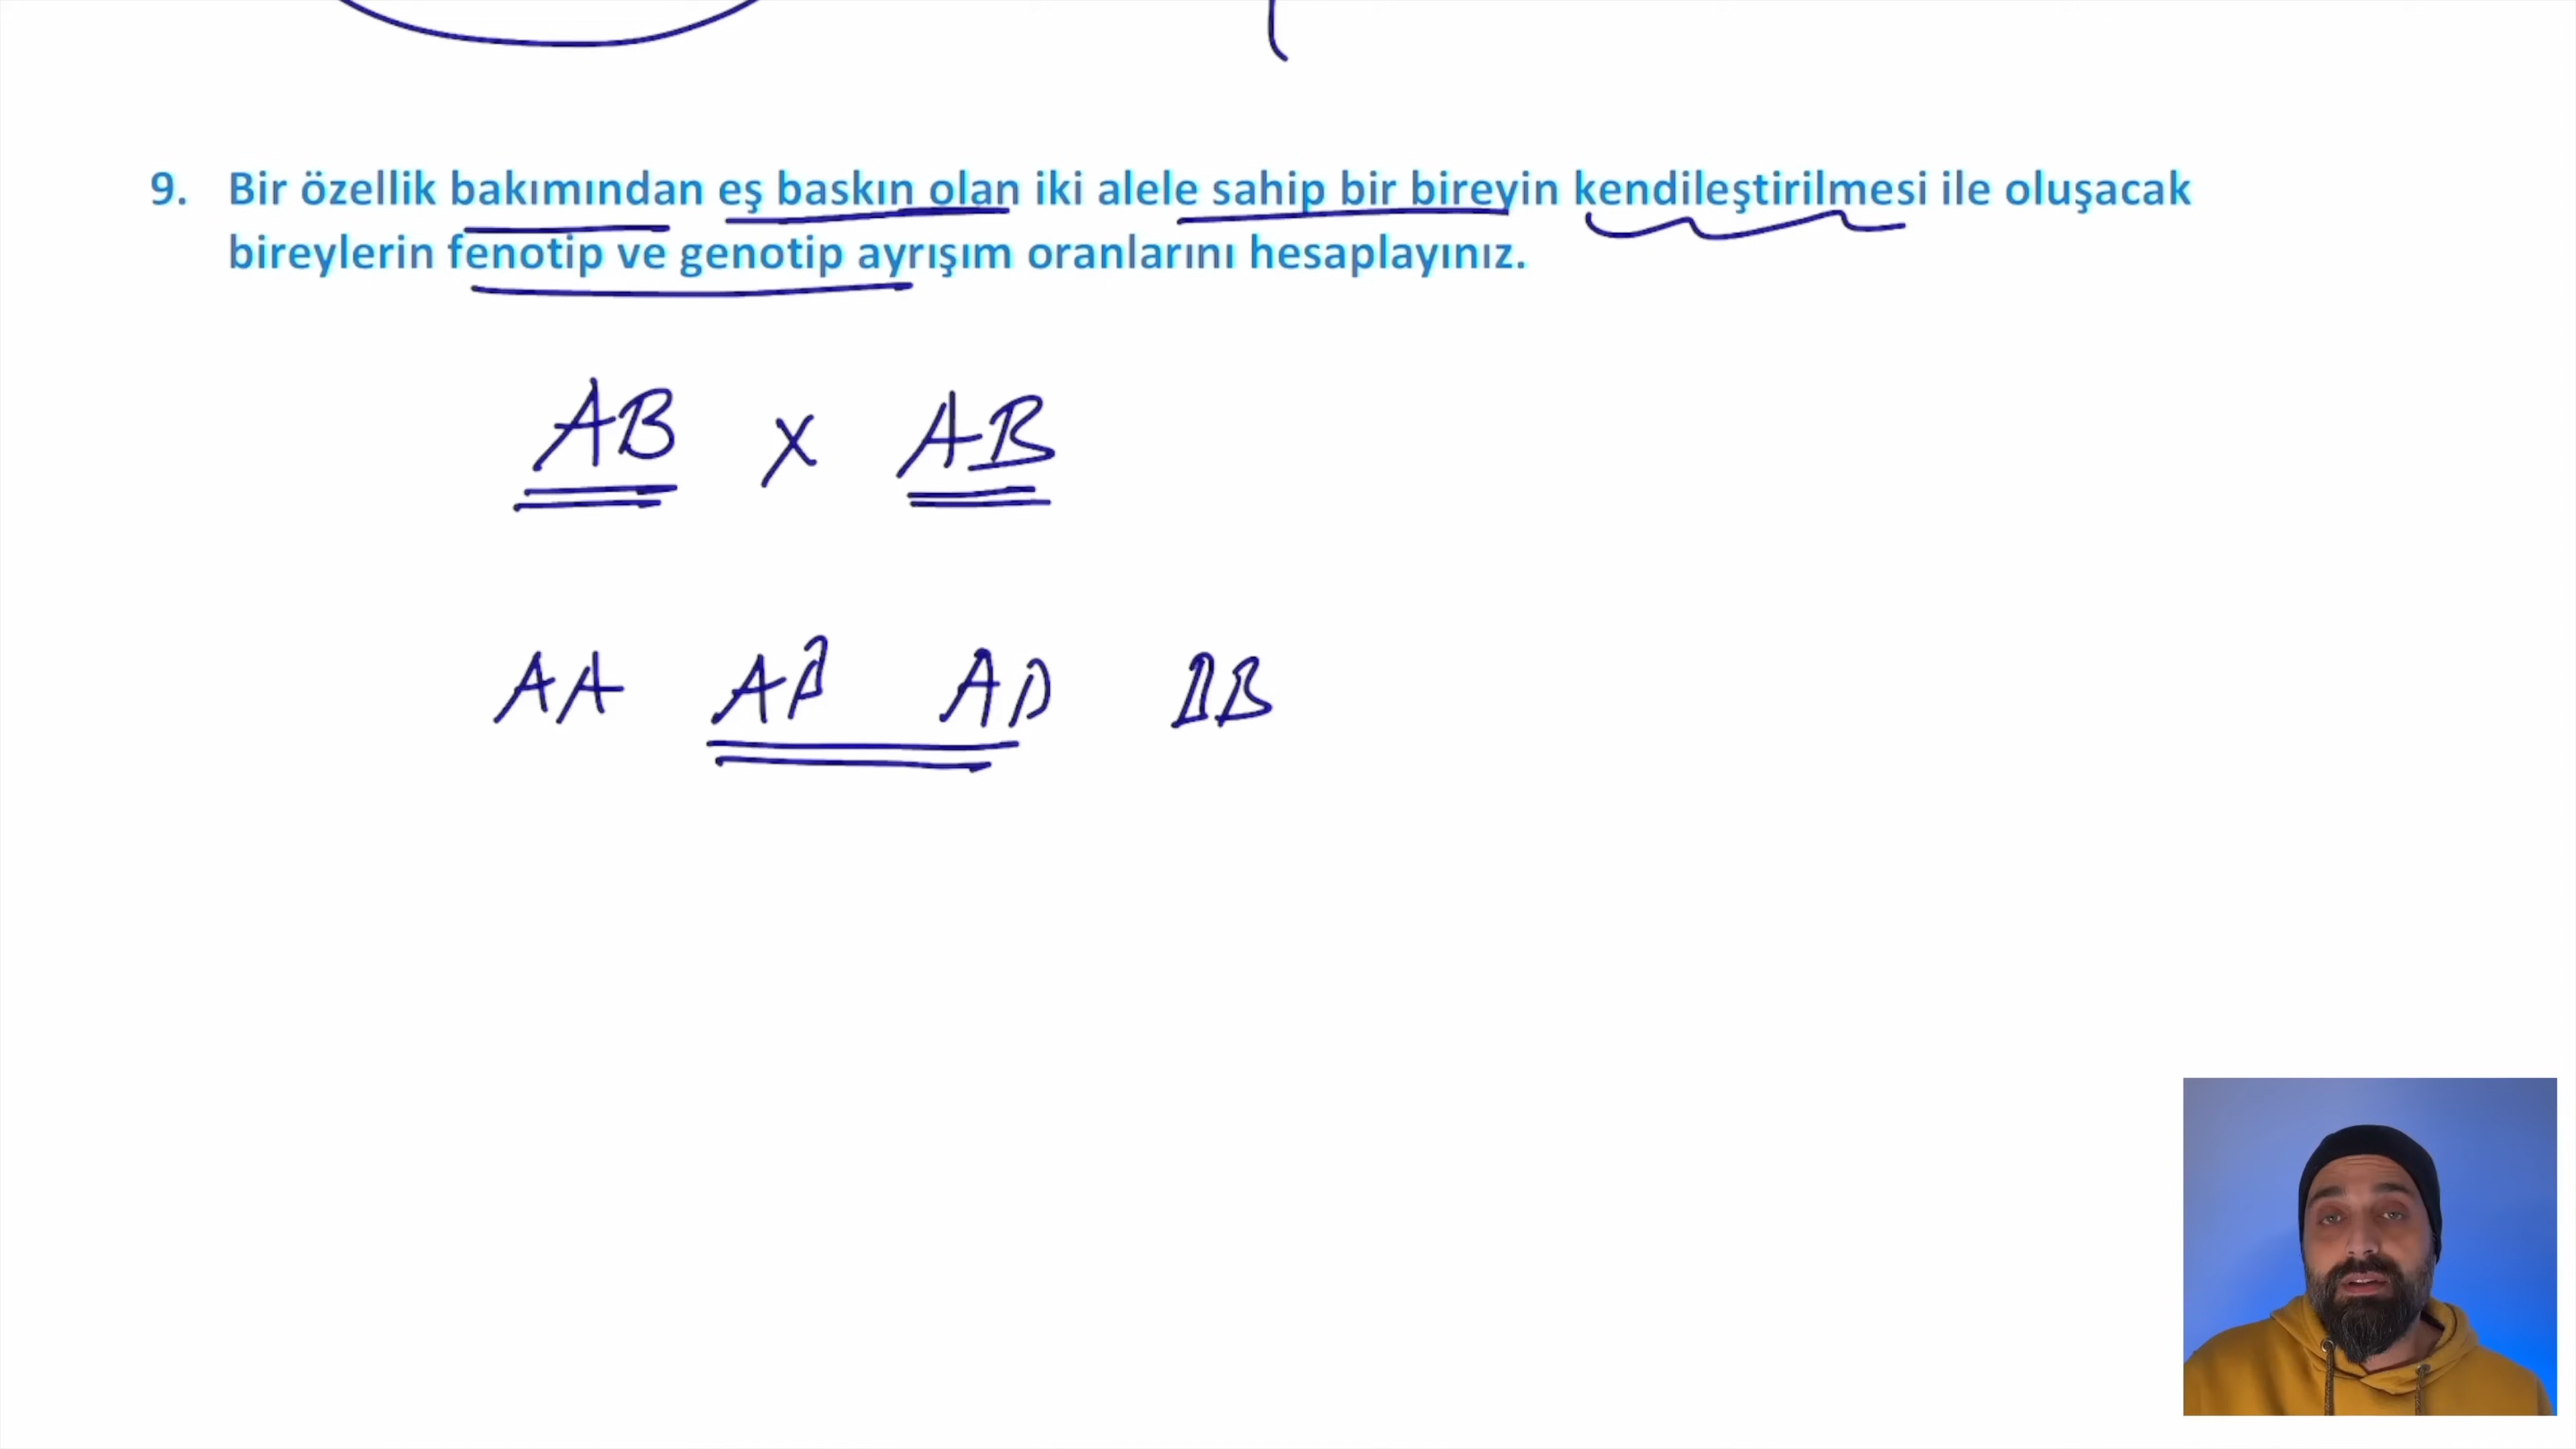 9. Bir özellik bakımından eş baskın olan iki alele sahip bir bireyin kendileştirilmesi ile oluşacak
bireylerin fenotip ve genotip ayrışım oranlarını hesaplayınız.
AB x AB
AA AB AB BB